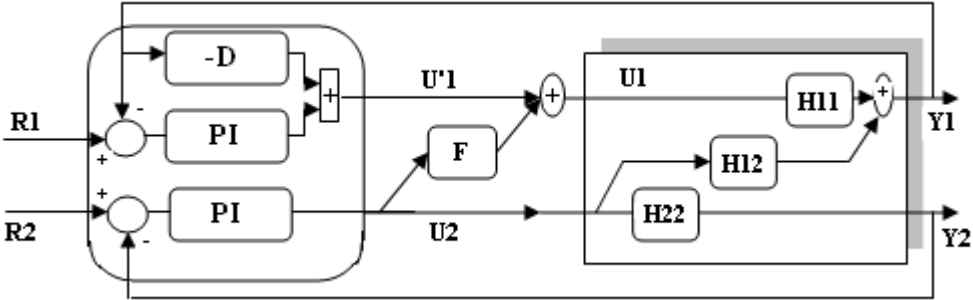 -D
+
U'1
U1
+
H11
+
-
R1
PI
Y1
+
F
H12
+
PI
H22
R2
-
U2
Y2